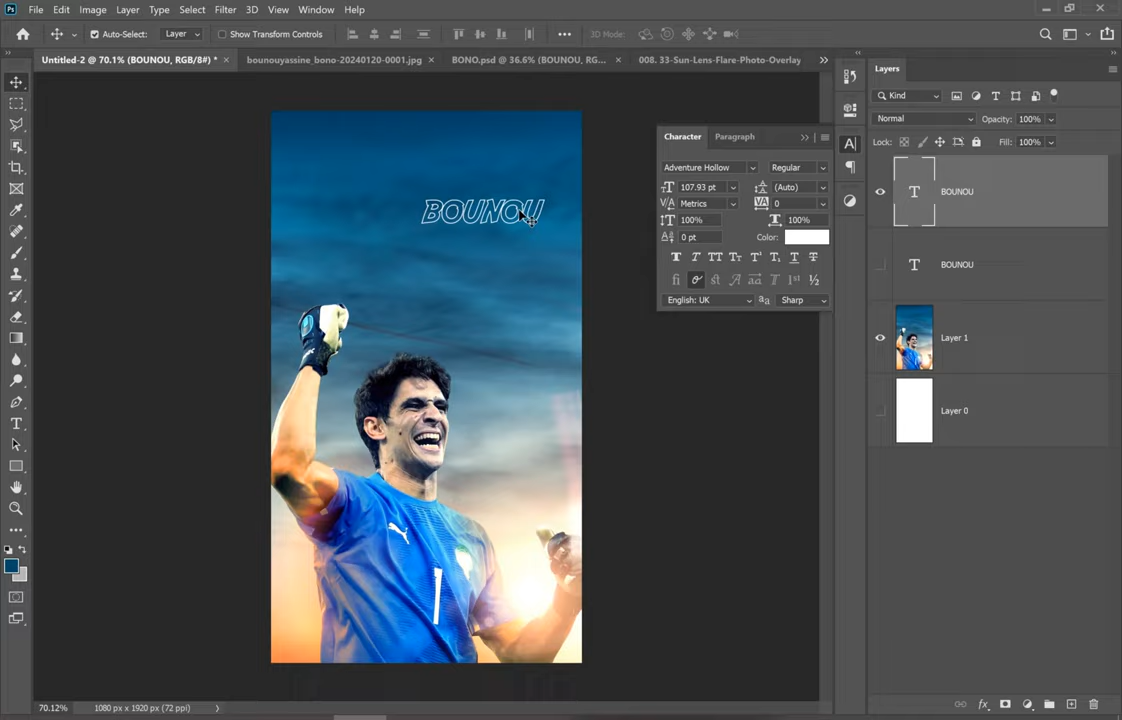 Ps File Edit Image Layer Type Select Filter 3D View Window Help
Auto-Select: Layer Show Transform Controls 3D Mode:
Untitled-2 @ 70.1% (BOUNOU, RGB/8#) * × bounouyassine_bono-20240120-0001.jpg × BONO.psd @ 36.6% (BOUNOU, RG... × 008. 33-Sun-Lens-Flare-Photo-Overlay
Layers
Kind
Normal Opacity: 100%
Lock: Fill: 100%
BOUNOU
BOUNOU
Layer 1
Layer 0
Character Paragraph
Adventure Hollow Regular
107.93 pt (Auto)
Metrics 0
100% 100%
0 pt Color:
English: UK Sharp
BOUNOU
1
70.12% 1080 px x 1920 px (72 ppi)